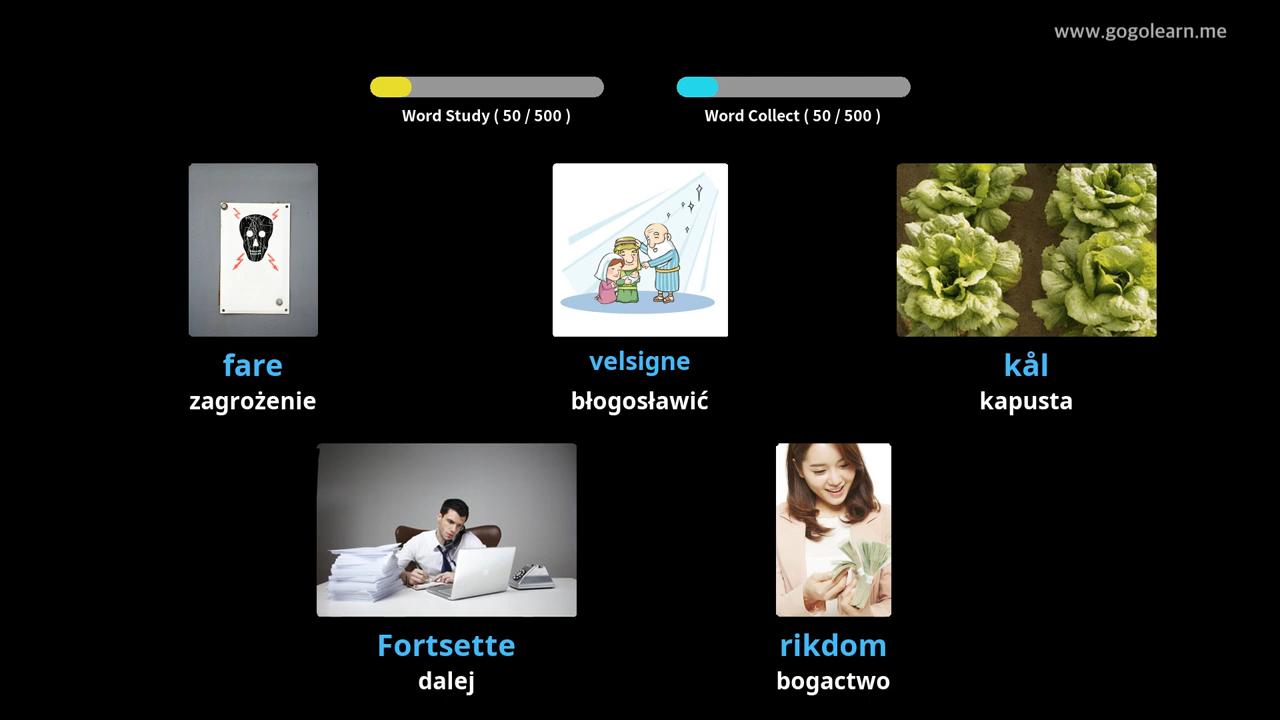 www.gogolearn.me
Word Study ( 50 / 500 )
Word Collect ( 50 / 500 )
fare
zagrożenie
velsigne
błogosławić
kål
kapusta
Fortsette
dalej
rikdom
bogactwo